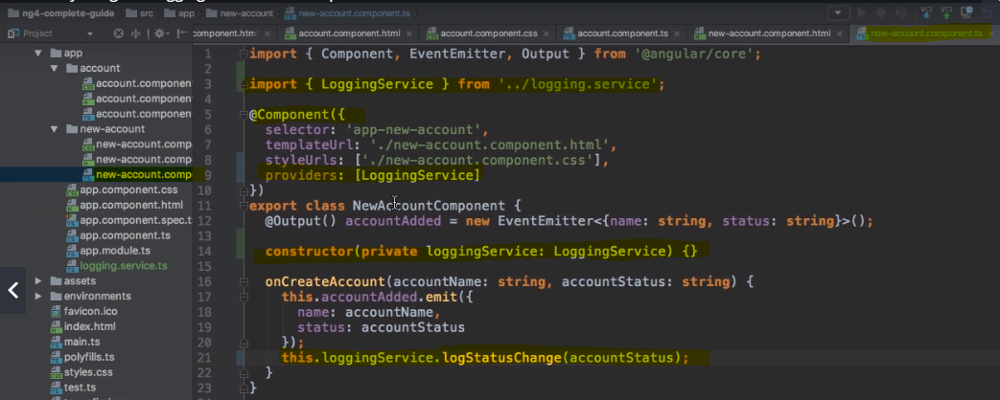 ng4-complete-guide src app new-account new-account.component.ts
Project
component.html account.component.html account.component.css account.component.ts new-account.component.html new-account.component.ts
app
account
account.componen
account.componen
account.componen
new-account
new-account.comp
new-account.comp
new-account.comp
app.component.css
app.component.html
app.component.spec.t
app.component.ts
app.module.ts
logging.service.ts
assets
environments
favicon.ico
index.html
main.ts
polyfills.ts
styles.css
test.ts
VCS VCS
1 import { Component, EventEmitter, Output } from '@angular/core';
2
3 import { LoggingService } from '../logging.service';
4
5 @Component({
6 selector: 'app-new-account',
7 templateUrl: './new-account.component.html',
8 styleUrls: ['./new-account.component.css'],
9 providers: [LoggingService]
10 })
11 export class NewAccountComponent {
12 @Output() accountAdded = new EventEmitter<{name: string, status: string}>();
13
14 constructor(private loggingService: LoggingService) {}
15
16 onCreateAccount(accountName: string, accountStatus: string) {
17 this.accountAdded.emit({
18 name: accountName,
19 status: accountStatus
20 });
21 this.loggingService.logStatusChange(accountStatus);
22 }
23 }